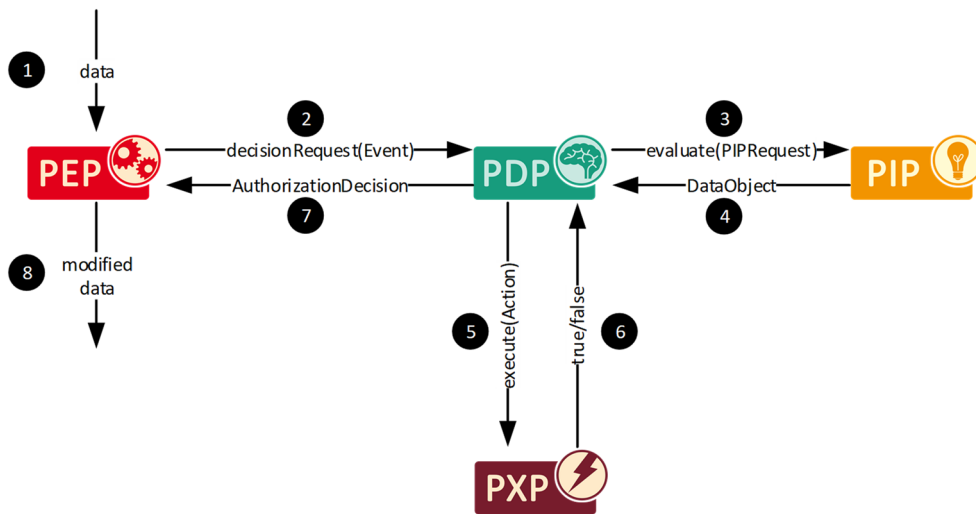 1
data
2
decisionRequest(Event)
3
evaluate(PIPRequest)
PEP
PDP
PIP
AuthorizationDecision
7
DataObject
4
8
modified
data
5
execute(Action)
true/false
6
PXP